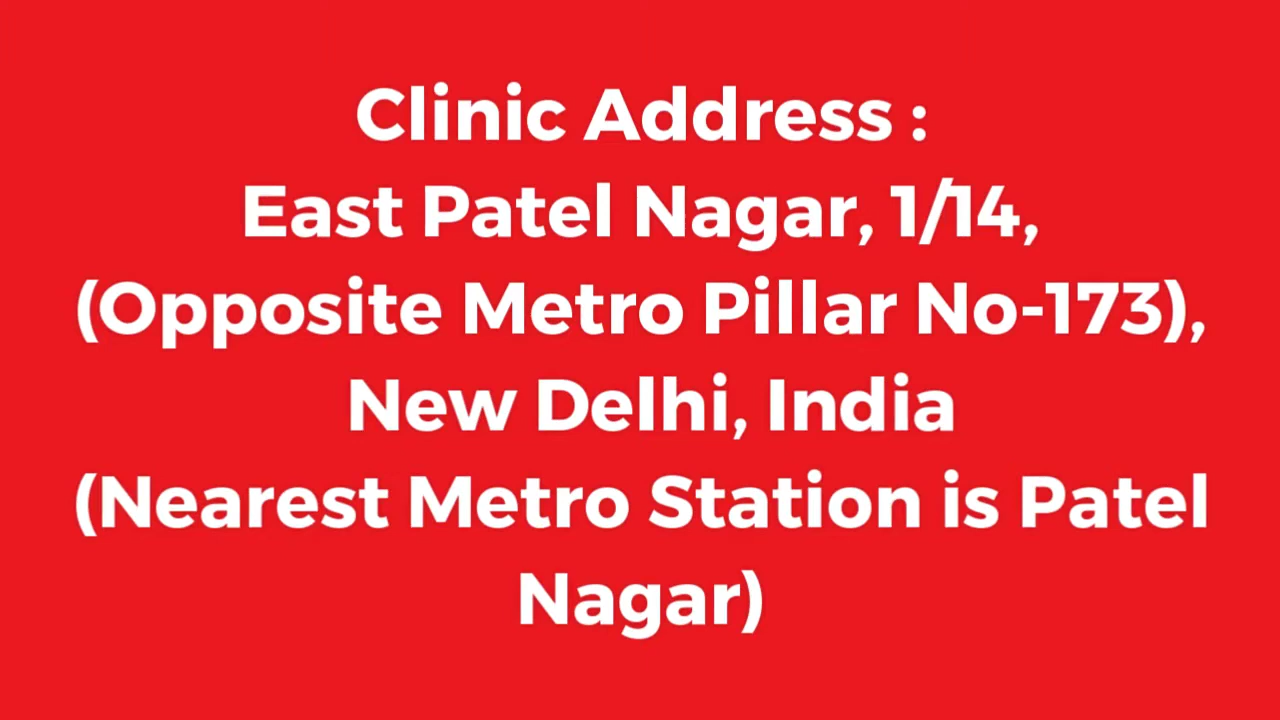 Clinic Address :
East Patel Nagar, 1/14,
(Opposite Metro Pillar No-173),
New Delhi, India
(Nearest Metro Station is Patel
Nagar)